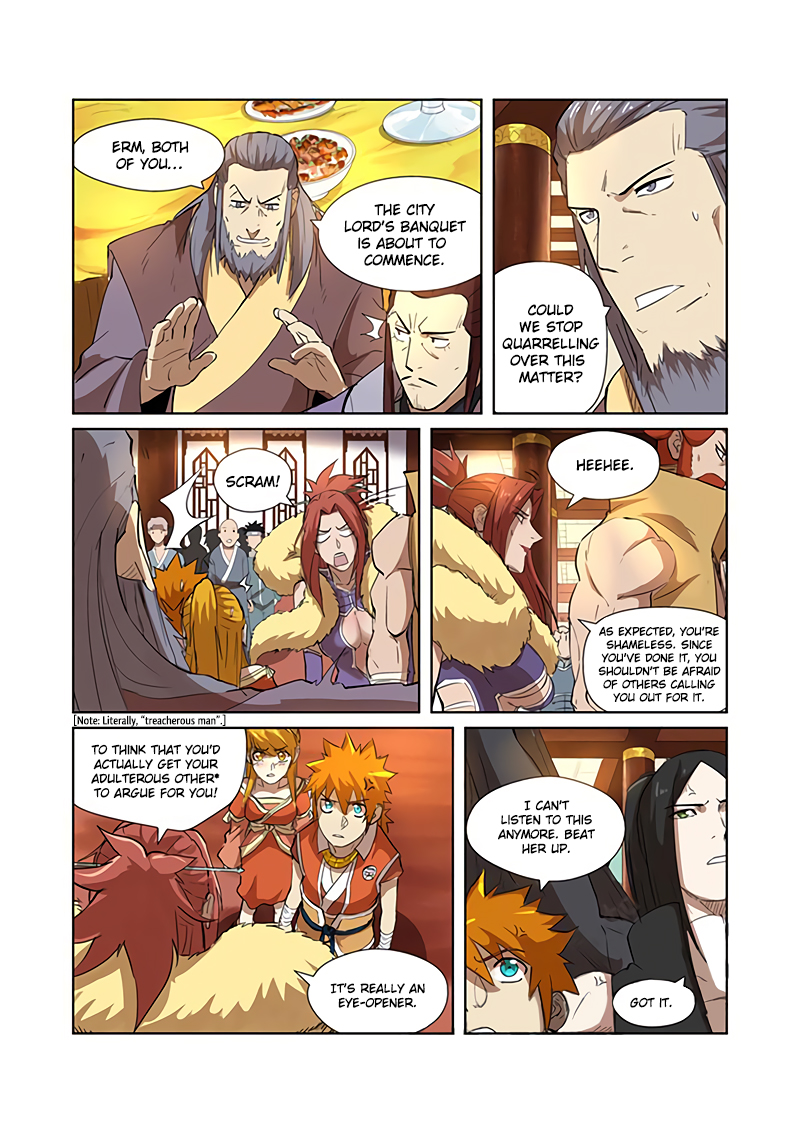 ERM, BOTH
OF YOU...
THE CITY
LORD'S BANQUET
IS ABOUT TO
COMMENCE.
COULD
WE STOP
QUARRELLING
OVER THIS
MATTER?
SCRAM!
HEEHEE.
AS EXPECTED, YOU'RE
SHAMELESS. SINCE
YOU'VE DONE IT, YOU
SHOULDN'T BE AFRAID
OF OTHERS CALLING
YOU OUT FOR IT.
[Note: Literally, "treacherous man".]
TO THINK THAT YOU'D
ACTUALLY GET YOUR
ADULTEROUS OTHER*
TO ARGUE FOR YOU!
IT'S REALLY AN
EYE-OPENER.
I CAN'T
LISTEN TO THIS
ANYMORE. BEAT
HER UP.
GOT IT.